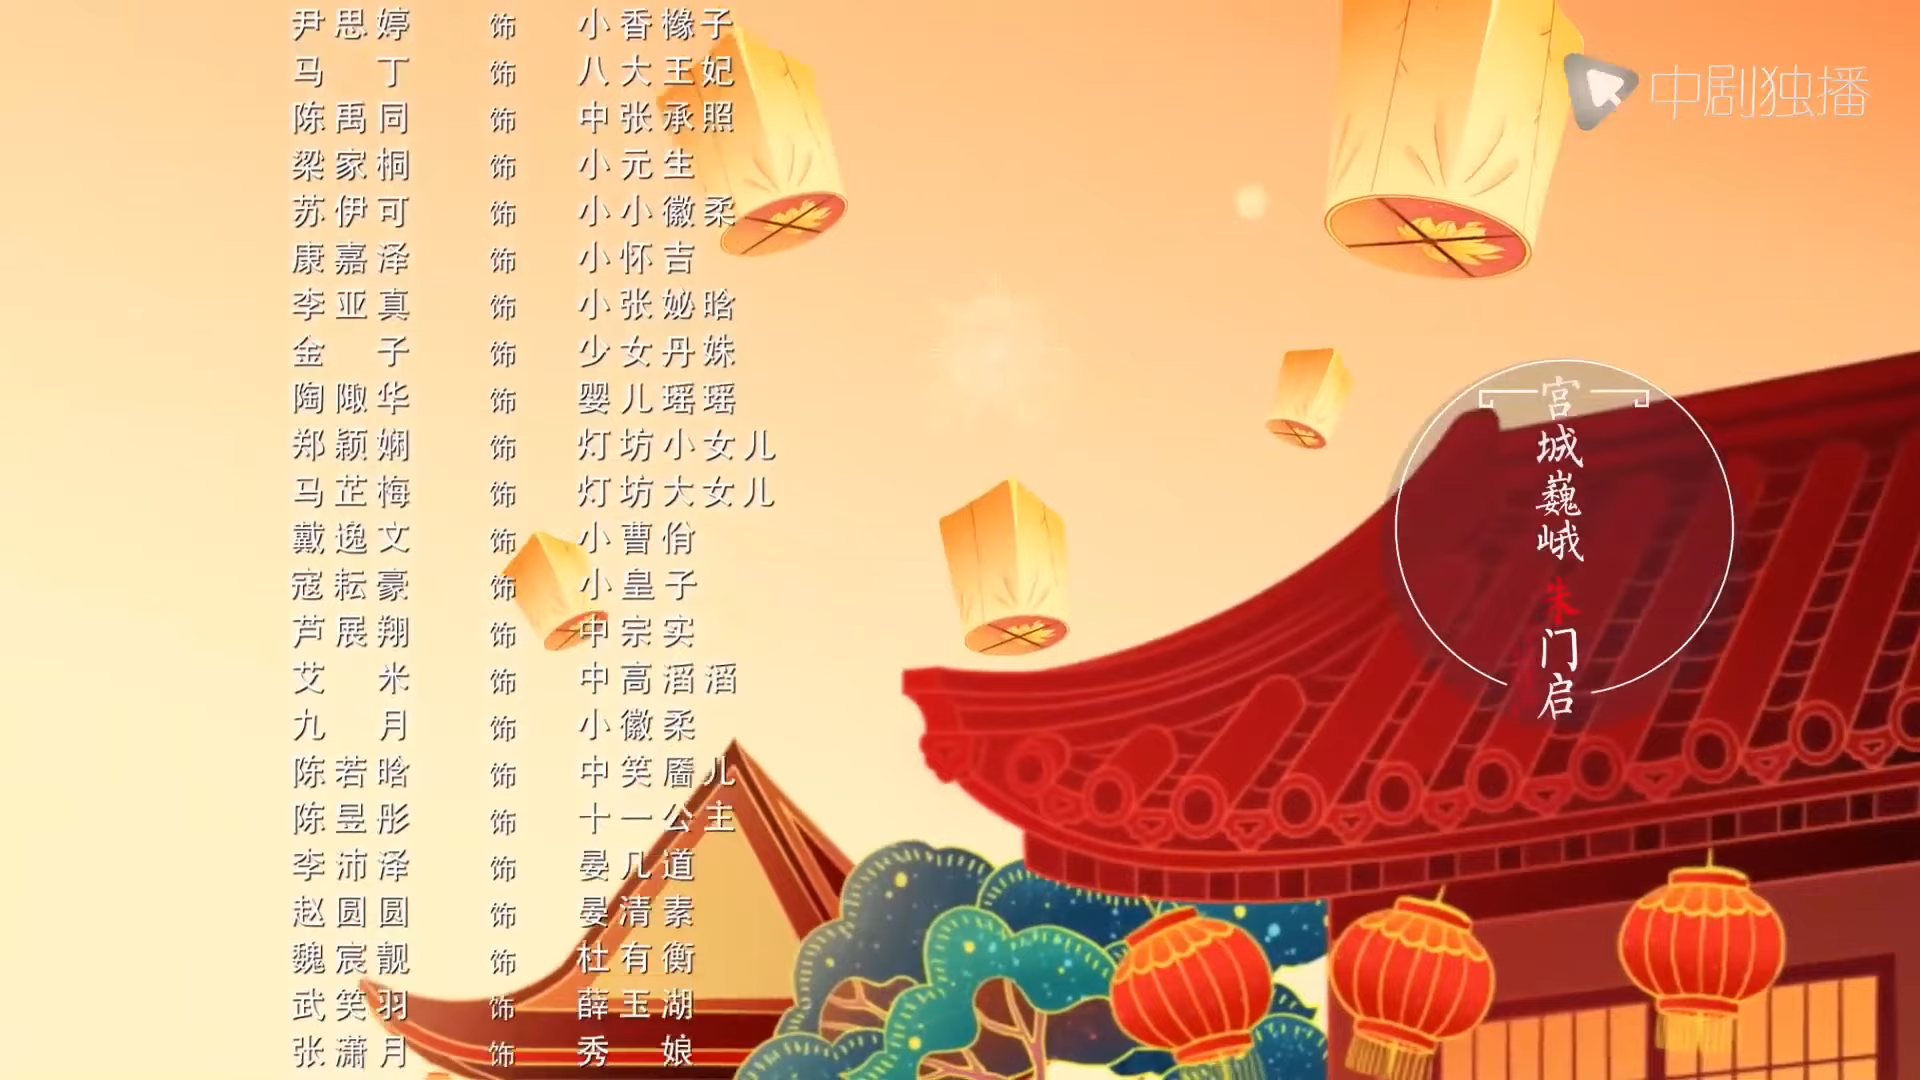 尹思婷 饰 小香橼子
马丁 饰 八大王妃
陈禹同 饰 中张承照
梁家桐 饰 小元生
苏伊可 饰 小小徽柔
康嘉泽 饰 小怀吉
李亚真 饰 小张妼晗
金子 饰 少女丹姝
陶陬华 饰 婴儿瑶瑶
郑颖娴 饰 灯坊小女儿
马芷梅 饰 灯坊大女儿
戴逸文 饰 小曹佾
寇耘豪 饰 小皇子
芦展翔 饰 中宗实
艾米 饰 中高滔滔
九月 饰 小徽柔
陈若晗 饰 中笑靥儿
陈昱彤 饰 十一公主
李沛泽 饰 晏几道
赵圆圆 饰 晏清素
魏宸靓 饰 杜有衡
武笑羽 饰 薛玉湖
张潇月 饰 秀娘
中剧独播
宫城巍峨朱门启